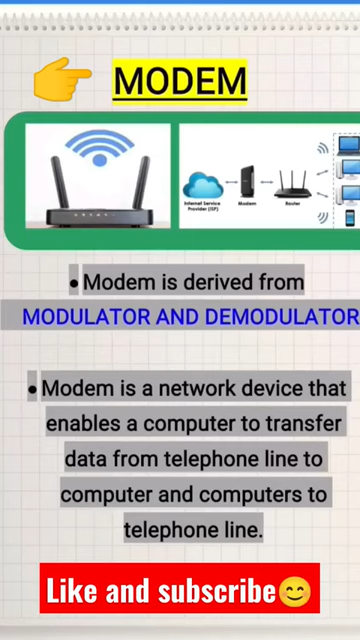 👉 MODEM
Internet Service
Provider (ISP)
Modem
Router
• Modem is derived from
MODULATOR AND DEMODULATOR
• Modem is a network device that
enables a computer to transfer
data from telephone line to
computer and computers to
telephone line.
Like and subscribe😊